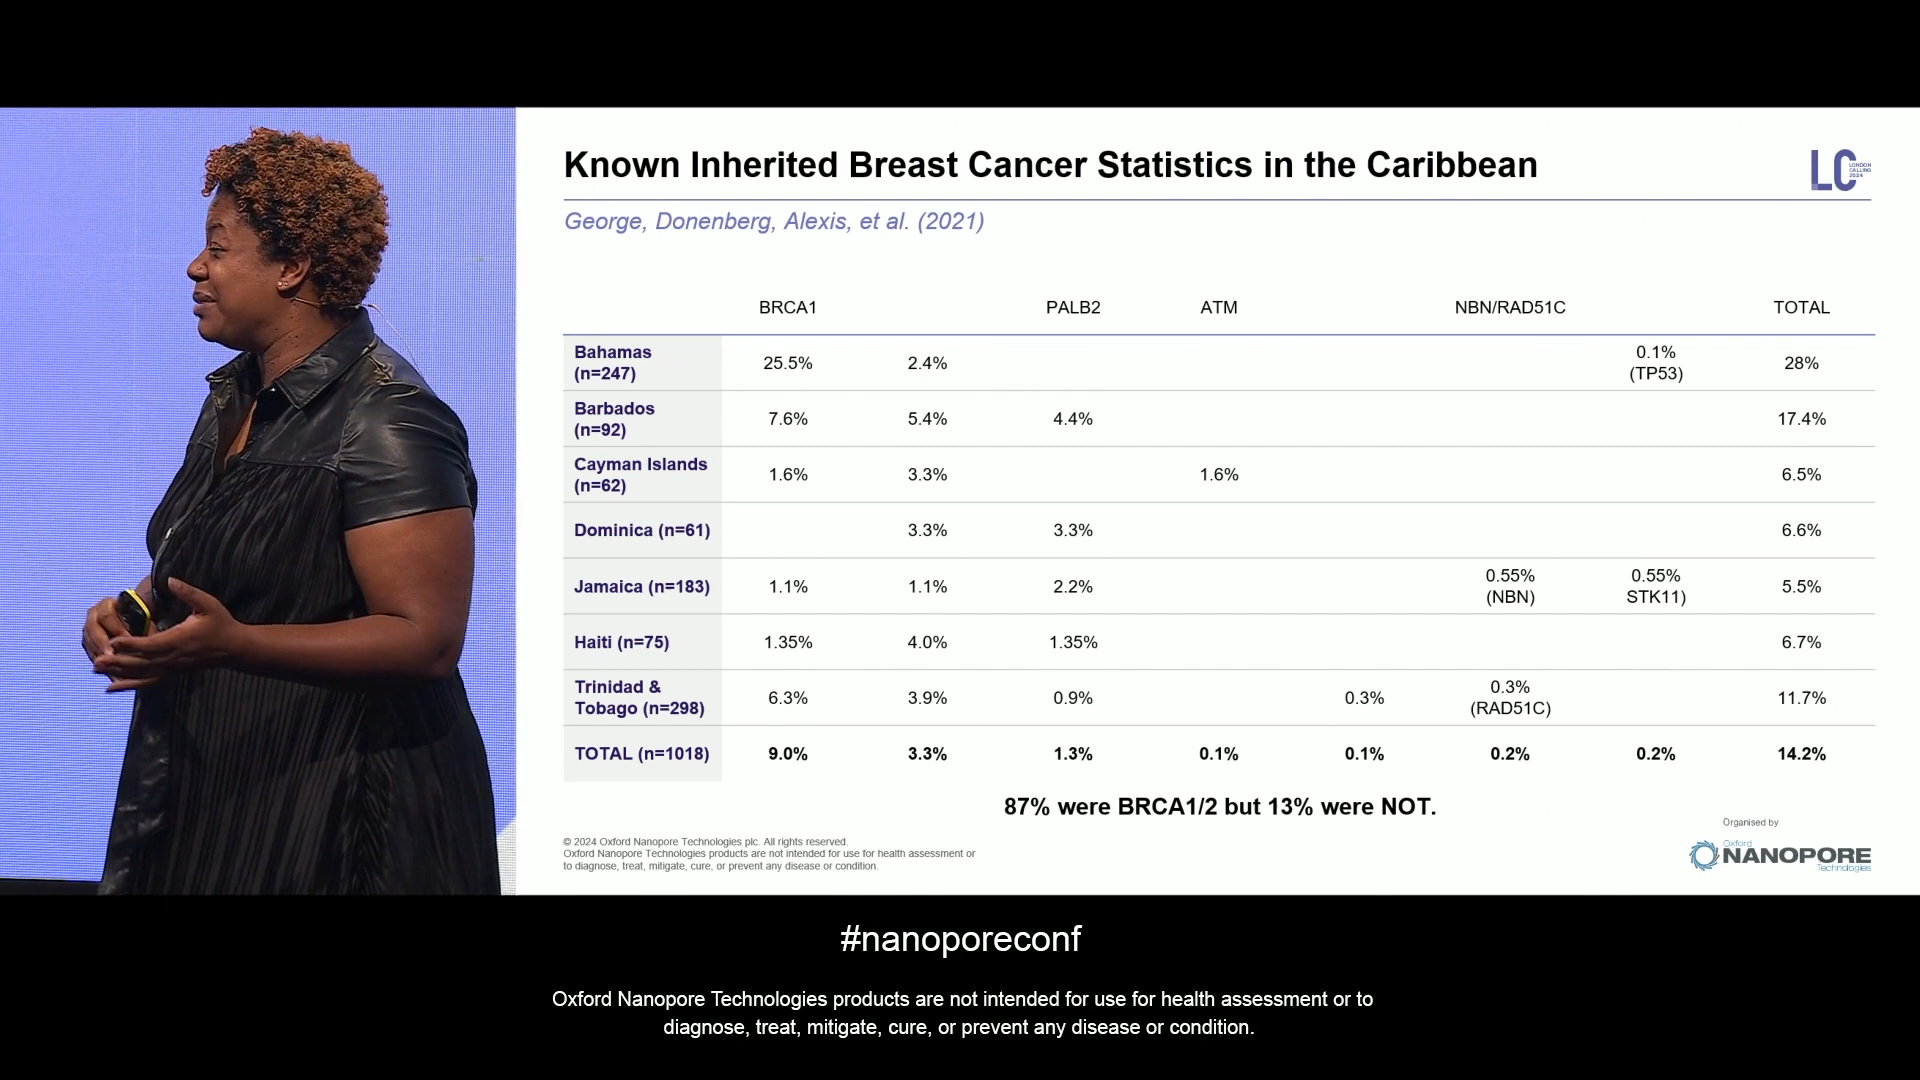 Known Inherited Breast Cancer Statistics in the Caribbean
LC LONDON
CALLING
2024
George, Donenberg, Alexis, et al. (2021)
BRCA1 PALB2 ATM NBN/RAD51C TOTAL
Bahamas
(n=247) 25.5% 2.4% 0.1%
(TP53) 28%
Barbados
(n=92) 7.6% 5.4% 4.4% 17.4%
Cayman Islands
(n=62) 1.6% 3.3% 1.6% 6.5%
Dominica (n=61) 3.3% 3.3% 6.6%
Jamaica (n=183) 1.1% 1.1% 2.2% 0.55%
(NBN) 0.55%
STK11) 5.5%
Haiti (n=75) 1.35% 4.0% 1.35% 6.7%
Trinidad &
Tobago (n=298) 6.3% 3.9% 0.9% 0.3% 0.3%
(RAD51C) 11.7%
TOTAL (n=1018) 9.0% 3.3% 1.3% 0.1% 0.1% 0.2% 0.2% 14.2%
87% were BRCA1/2 but 13% were NOT.
© 2024 Oxford Nanopore Technologies plc. All rights reserved.
Oxford Nanopore Technologies products are not intended for use for health assessment or
to diagnose, treat, mitigate, cure, or prevent any disease or condition.
Organised by
Oxford
NANOPORE
Technologies
#nanoporeconf
Oxford Nanopore Technologies products are not intended for use for health assessment or to
diagnose, treat, mitigate, cure, or prevent any disease or condition.